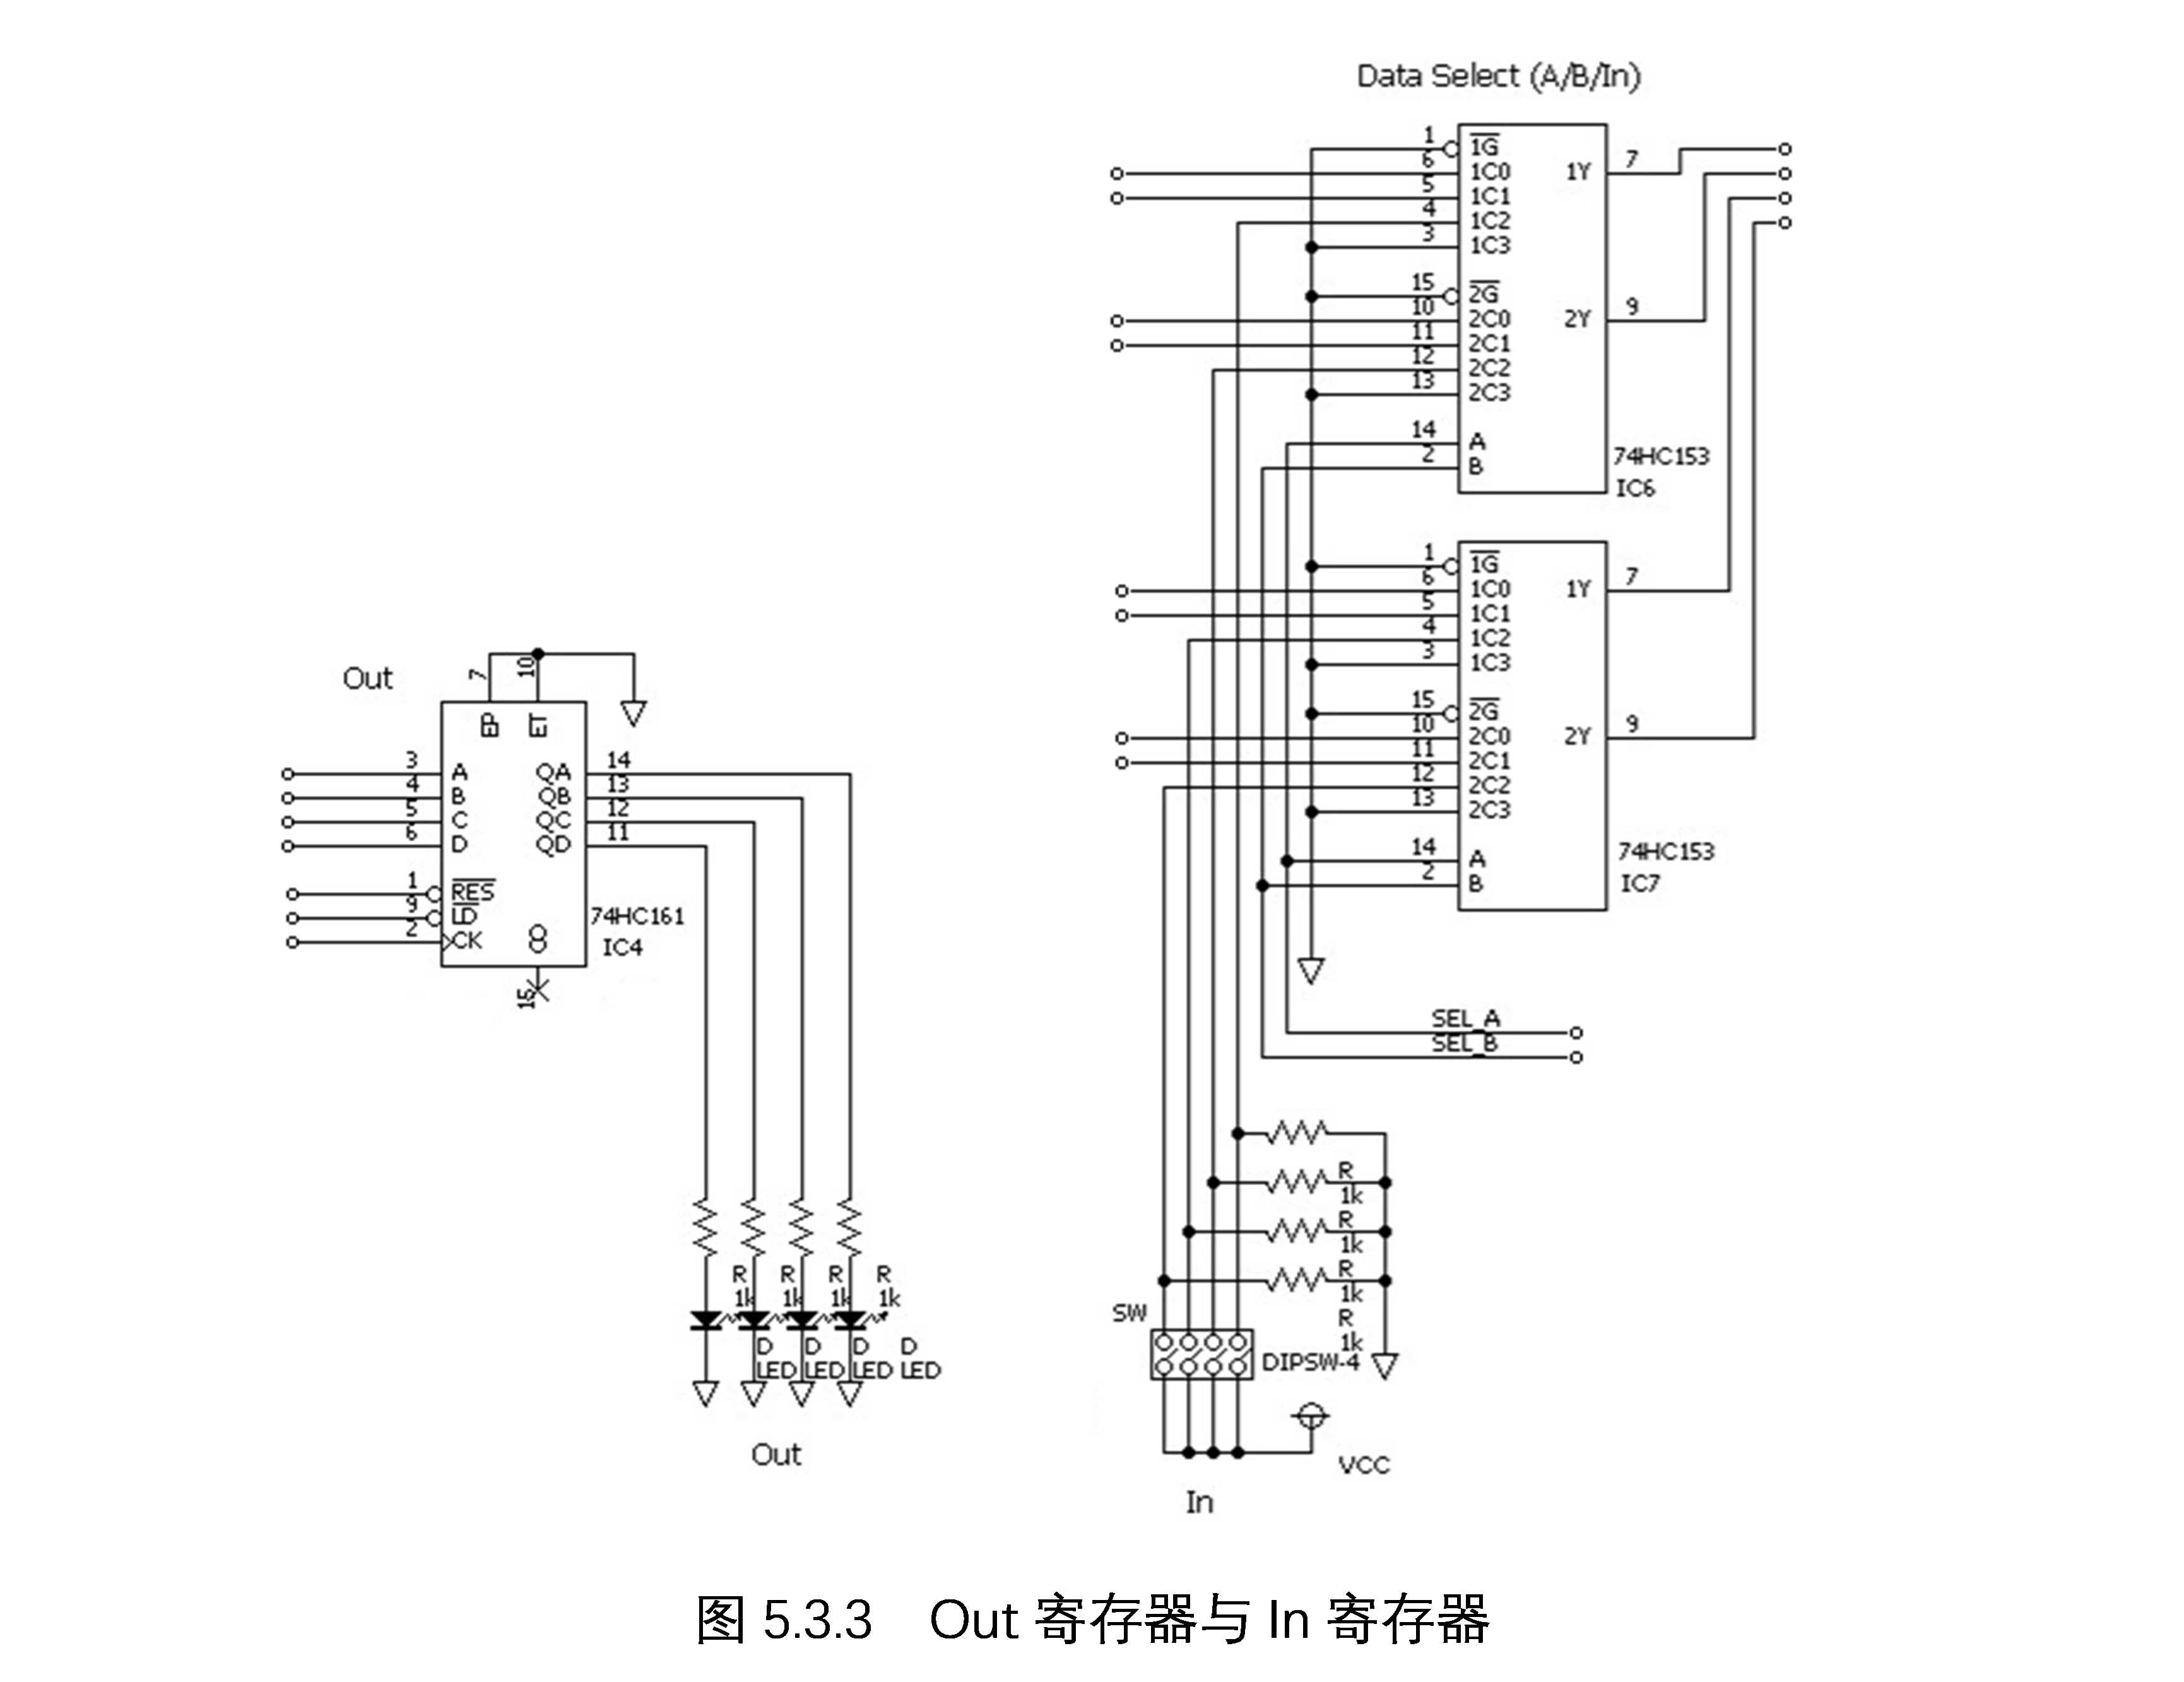 Data Select (A/B/In)
1 1G
6 1C0
5 1C1
4 1C2
3 1C3
15 2G
10 2C0
11 2C1
12 2C2
13 2C3
14 A
2 B
1Y 7
2Y 9
74HC153
IC6
1 1G
6 1C0
5 1C1
4 1C2
3 1C3
15 2G
10 2C0
11 2C1
12 2C2
13 2C3
14 A
2 B
1Y 7
2Y 9
74HC153
IC7
SEL_A
SEL_B
Out
7 10
EP ET
3 A QA 14
4 B QB 13
5 C QC 12
6 D QD 11
1 RES
9 LD
2 CK
CO
15
74HC161
IC4
R R R R
1k 1k 1k 1k
D D D D
LED LED LED LED
Out
R
1k
R
1k
R
1k
R
1k
SW
DIPSW-4
VCC
In
图 5.3.3 Out 寄存器与 In 寄存器